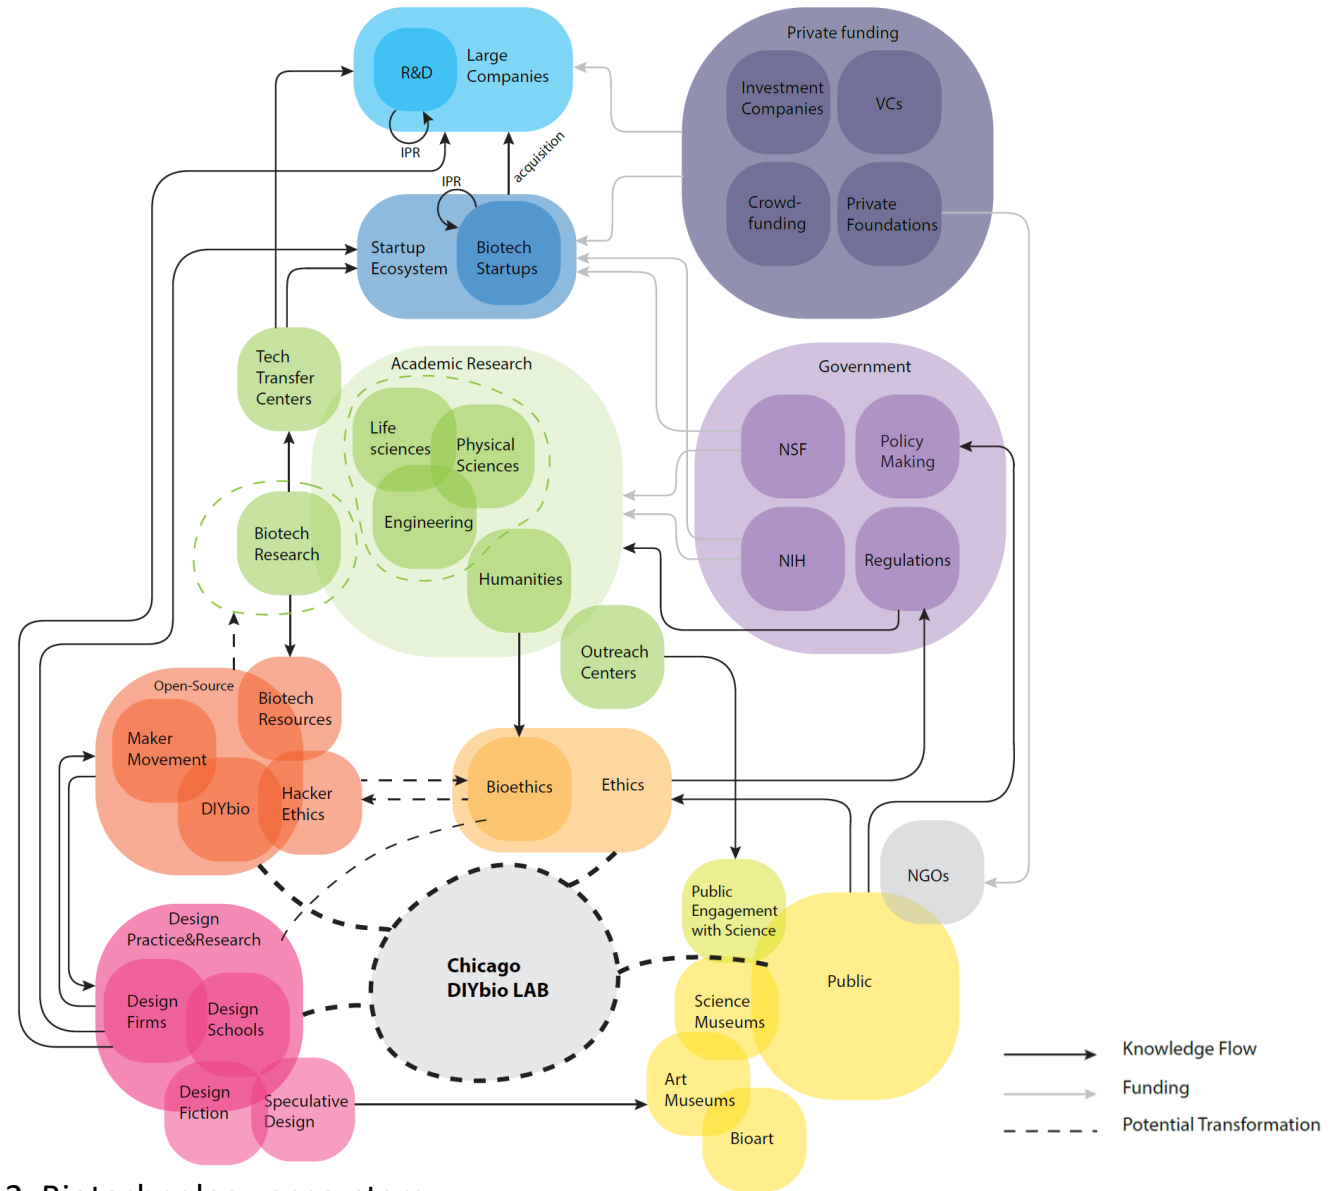 Private funding
R&D
Large
Companies
Investment
Companies
VCs
IPR
acquisition
IPR
Crowd-
funding
Private
Foundations
Startup
Ecosystem
Biotech
Startups
Tech
Transfer
Centers
Academic Research
Government
Life
sciences
Physical
Sciences
NSF
Policy
Making
Engineering
Biotech
Research
Humanities
NIH
Regulations
Outreach
Centers
Open-Source
Biotech
Resources
Maker
Movement
DIYbio
Hacker
Ethics
Bioethics
Ethics
NGOs
Public
Engagement
with Science
Design
Practice&Research
Chicago
DIYbio LAB
Public
Design
Firms
Design
Schools
Science
Museums
Design
Fiction
Speculative
Design
Art
Museums
Bioart
Knowledge Flow
Funding
Potential Transformation